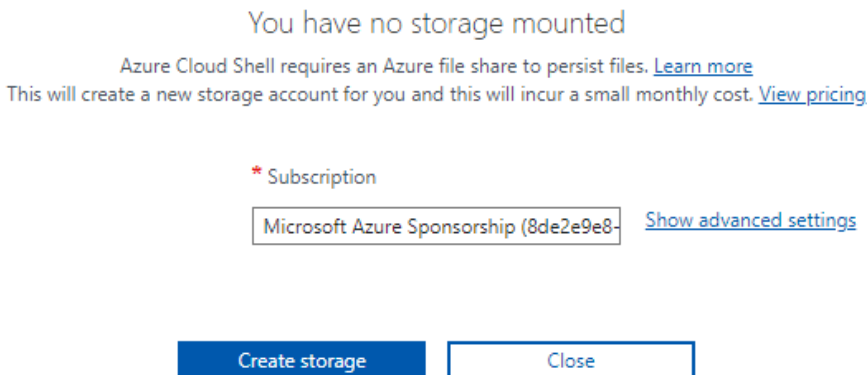 You have no storage mounted
Azure Cloud Shell requires an Azure file share to persist files. Learn more
This will create a new storage account for you and this will incur a small monthly cost. View pricing
* Subscription
Microsoft Azure Sponsorship (8de2e9e8-
Show advanced settings
Create storage
Close